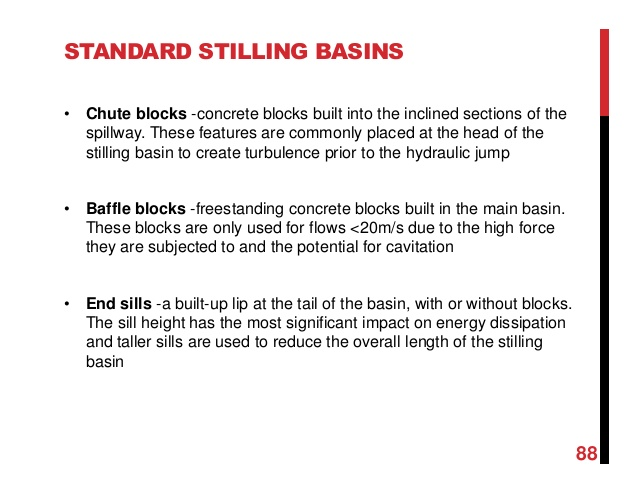 STANDARD STILLING BASINS
• Chute blocks -concrete blocks built into the inclined sections of the
spillway. These features are commonly placed at the head of the
stilling basin to create turbulence prior to the hydraulic jump
• Baffle blocks -freestanding concrete blocks built in the main basin.
These blocks are only used for flows <20m/s due to the high force
they are subjected to and the potential for cavitation
• End sills -a built-up lip at the tail of the basin, with or without blocks.
The sill height has the most significant impact on energy dissipation
and taller sills are used to reduce the overall length of the stilling
basin
88